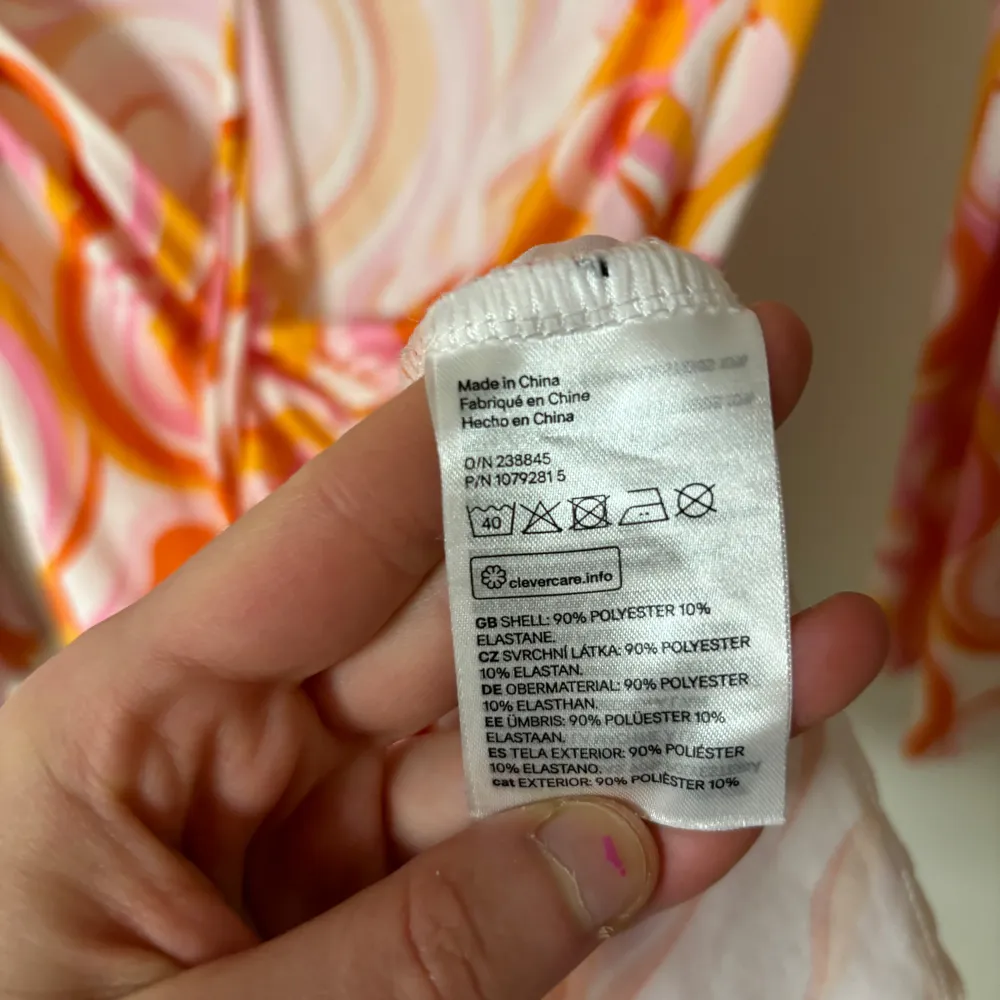 Made in China
Fabriqué en Chine
Hecho en China
O/N 238845
P/N 10792815
40
clevercare.info
GB SHELL: 90% POLYESTER 10%
ELASTANE.
CZ SVRCHNÍ LÁTKA: 90% POLYESTER
10% ELASTAN.
DE OBERMATERIAL: 90% POLYESTER
10% ELASTHAN.
EE ÜMBRIS: 90% POLÜESTER 10%
ELASTAAN.
ES TELA EXTERIOR: 90% POLIÉSTER
10% ELASTANO.
cat EXTERIOR: 90% POLIÈSTER 10%